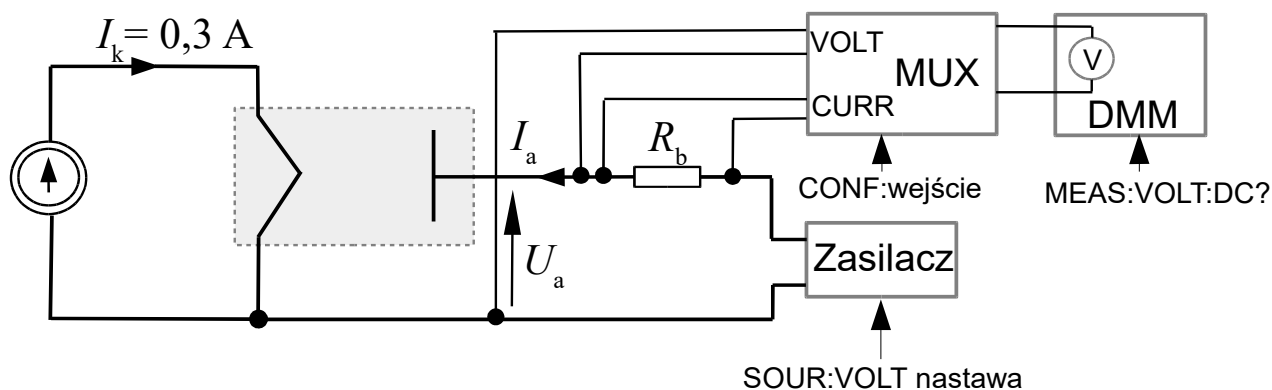 I_k = 0,3 A
VOLT
MUX
CURR
V
DMM
I_a
R_b
CONF:wejście
MEAS:VOLT:DC?
U_a
Zasilacz
SOUR:VOLT nastawa